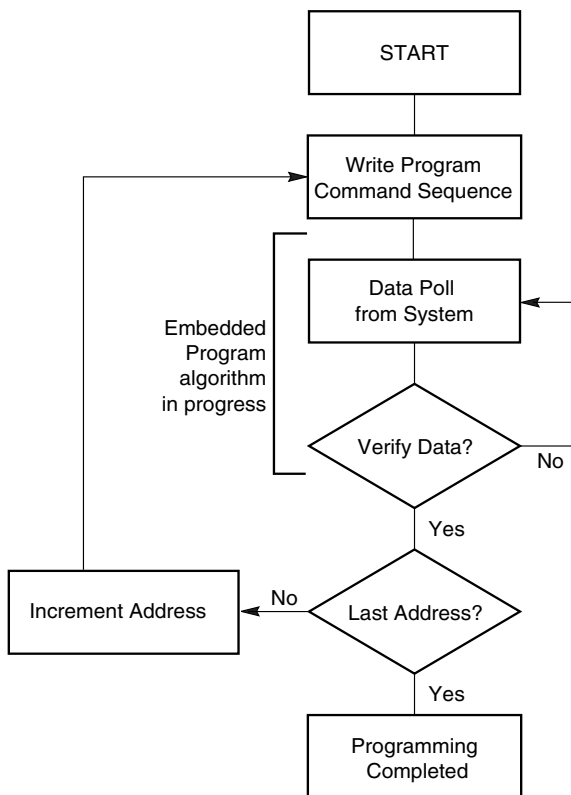 START
Write Program
Command Sequence
Data Poll
from System
Embedded
Program
algorithm
in progress
Verify Data?
No
Yes
Increment Address
No
Last Address?
Yes
Programming
Completed